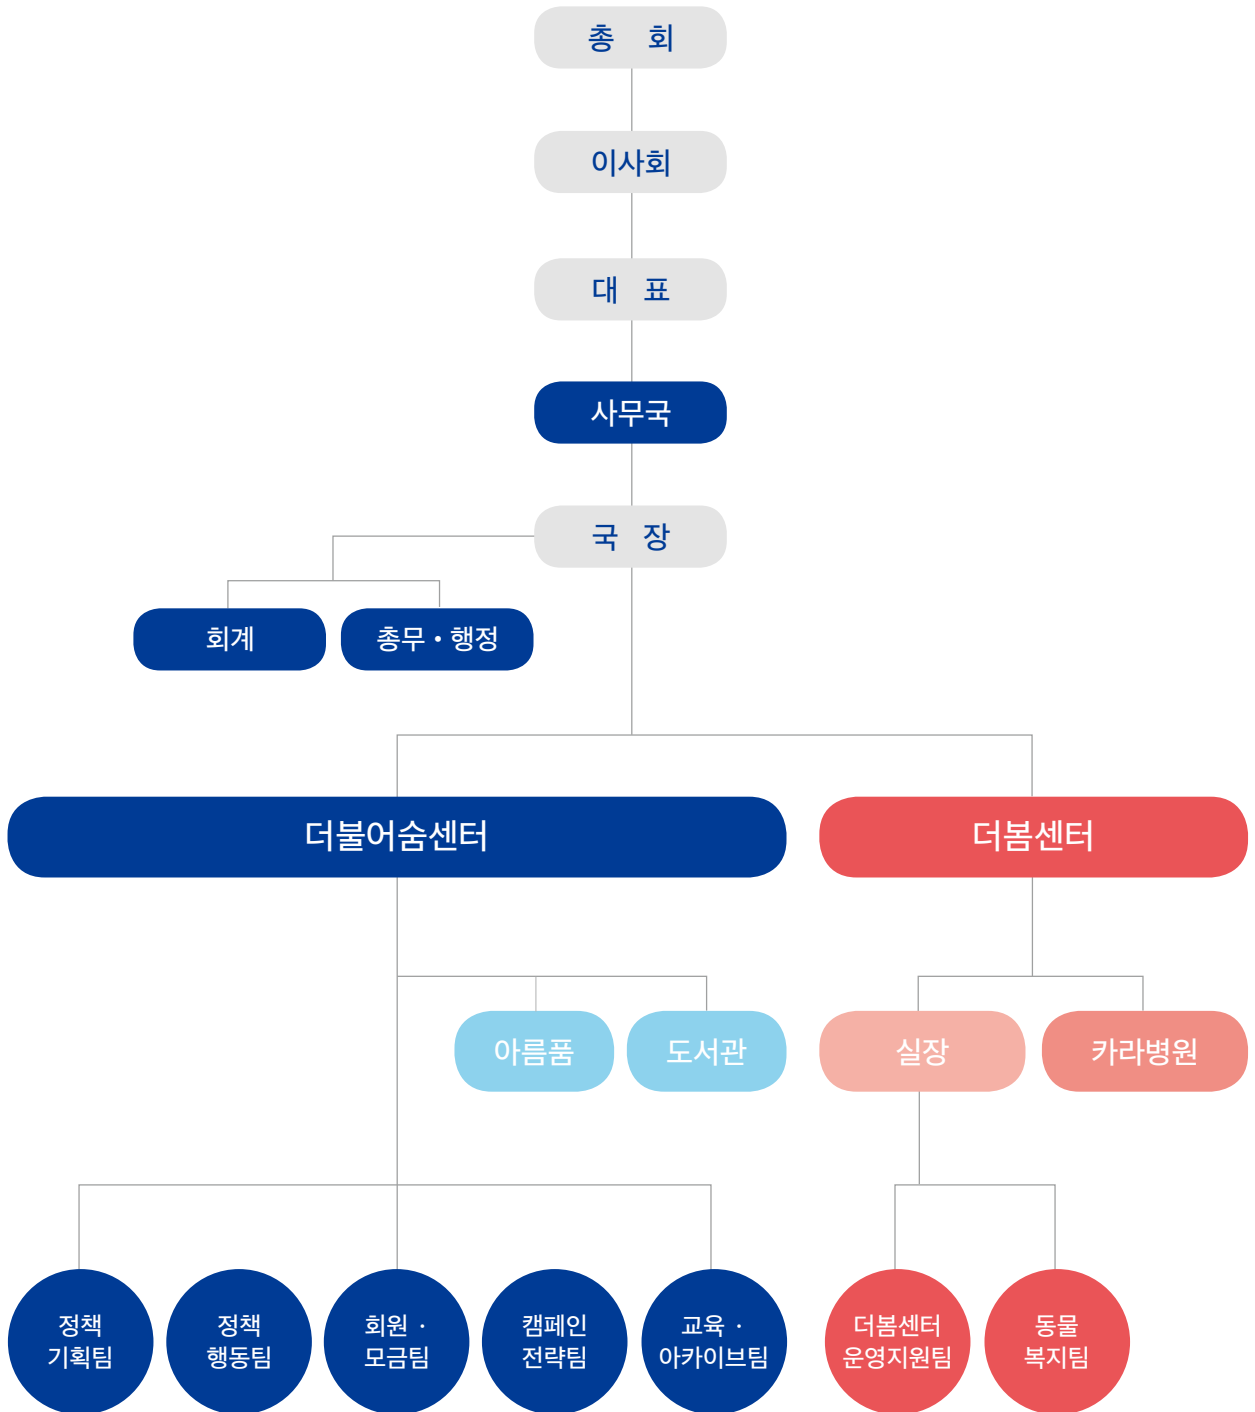 총 회
이사회
대 표
사무국
국 장
회계
총무 · 행정
더불어숨센터
더봄센터
아름품
도서관
실장
카라병원
정책
기획팀
정책
행동팀
회원 ·
모금팀
캠페인
전략팀
교육 ·
아카이브팀
더봄센터
운영지원팀
동물
복지팀